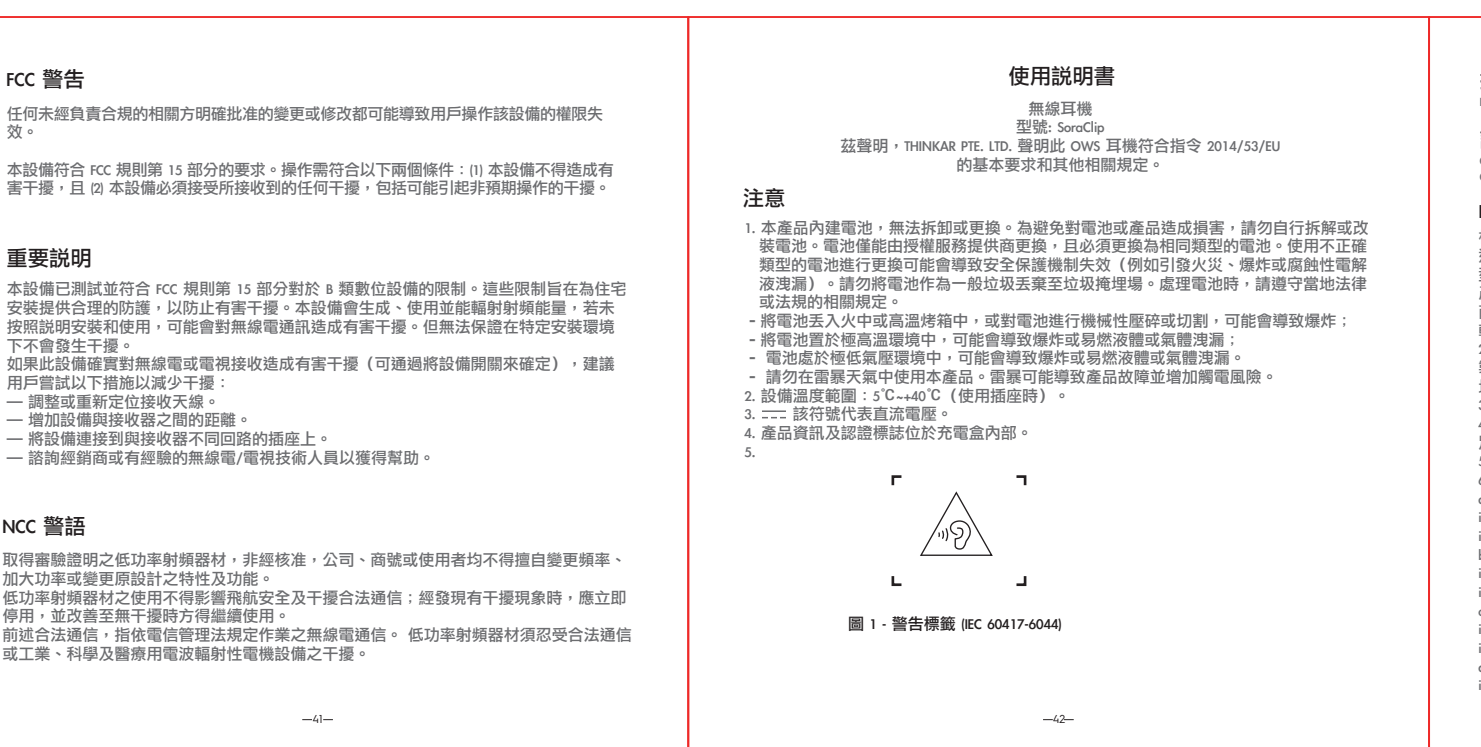 FCC 警告
任何未經負責合規的相關方明確批准的變更或修改都可能導致用戶操作該設備的權限失
效。
本設備符合 FCC 規則第 15 部分的要求。操作需符合以下兩個條件：(1) 本設備不得造成有
害干擾，且 (2) 本設備必須接受所接收到的任何干擾，包括可能引起非預期操作的干擾。
重要説明
本設備已測試並符合 FCC 規則第 15 部分對於 B 類數位設備的限制。這些限制旨在為住宅
安裝提供合理的防護，以防止有害干擾。本設備會生成、使用並能輻射射頻能量，若未
按照説明安裝和使用，可能會對無線電通訊造成有害干擾。但無法保證在特定安裝環境
下不會發生干擾。
如果此設備確實對無線電或電視接收造成有害干擾（可通過將設備開關來確定），建議
用戶嘗試以下措施以減少干擾：
— 調整或重新定位接收天線。
— 增加設備與接收器之間的距離。
— 將設備連接到與接收器不同回路的插座上。
— 諮詢經銷商或有經驗的無線電/電視技術人員以獲得幫助。
NCC 警語
取得審驗證明之低功率射頻器材，非經核准，公司、商號或使用者均不得擅自變更頻率、
加大功率或變更原設計之特性及功能。
低功率射頻器材之使用不得影響飛航安全及干擾合法通信；經發現有干擾現象時，應立即
停用，並改善至無干擾時方得繼續使用。
前述合法通信，指依電信管理法規定作業之無線電通信。 低功率射頻器材須忍受合法通信
或工業、科學及醫療用電波輻射性電機設備之干擾。
—41—
使用説明書
無線耳機
型號: SoraClip
茲聲明，THINKAR PTE. LTD. 聲明此 OWS 耳機符合指令 2014/53/EU
的基本要求和其他相關規定。
注意
1. 本產品內建電池，無法拆卸或更換。為避免對電池或產品造成損害，請勿自行拆解或改
裝電池。電池僅能由授權服務提供商更換，且必須更換為相同類型的電池。使用不正確
類型的電池進行更換可能會導致安全保護機制失效（例如引發火災、爆炸或腐蝕性電解
液洩漏）。請勿將電池作為一般垃圾丟棄至垃圾掩埋場。處理電池時，請遵守當地法律
或法規的相關規定。
- 將電池丟入火中或高溫烤箱中，或對電池進行機械性壓碎或切割，可能會導致爆炸；
- 將電池置於極高溫環境中，可能會導致爆炸或易燃液體或氣體洩漏；
- 電池處於極低氣壓環境中，可能會導致爆炸或易燃液體或氣體洩漏。
- 請勿在雷暴天氣中使用本產品。雷暴可能導致產品故障並增加觸電風險。
2. 設備溫度範圍：5℃~+40℃（使用插座時）。
3. ⎓ 該符號代表直流電壓。
4. 產品資訊及認證標誌位於充電盒內部。
5.
圖 1 - 警告標籤 (IEC 60417-6044)
—42—